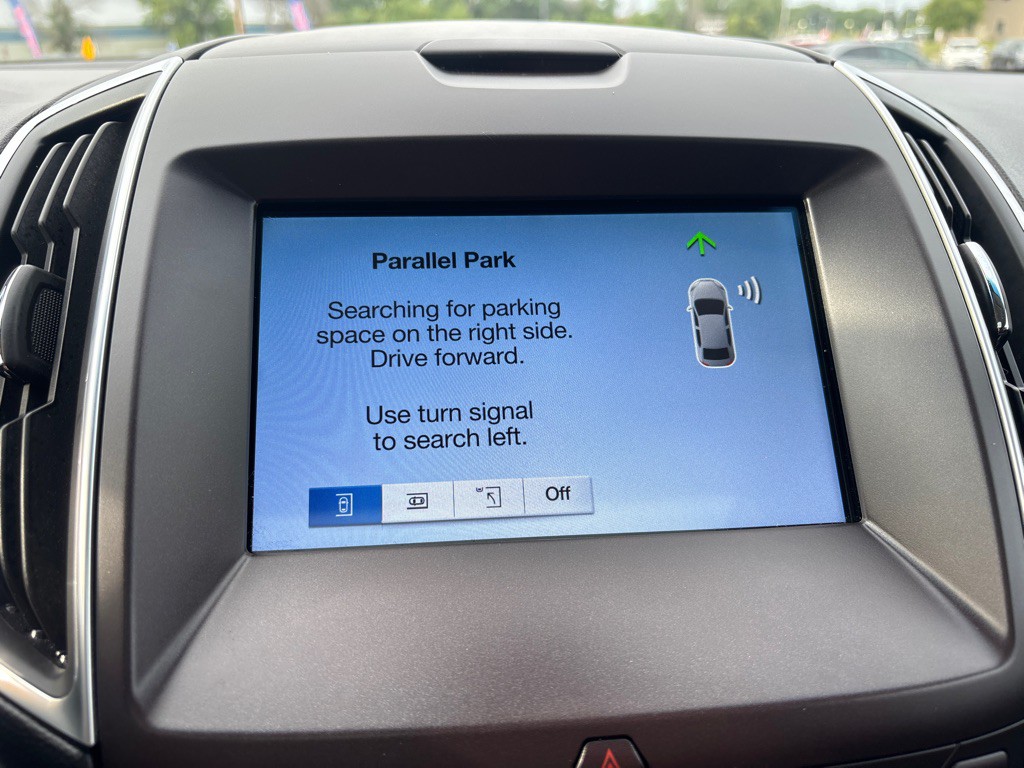 Parallel Park
Searching for parking
space on the right side.
Drive forward.
Use turn signal
to search left.
Off